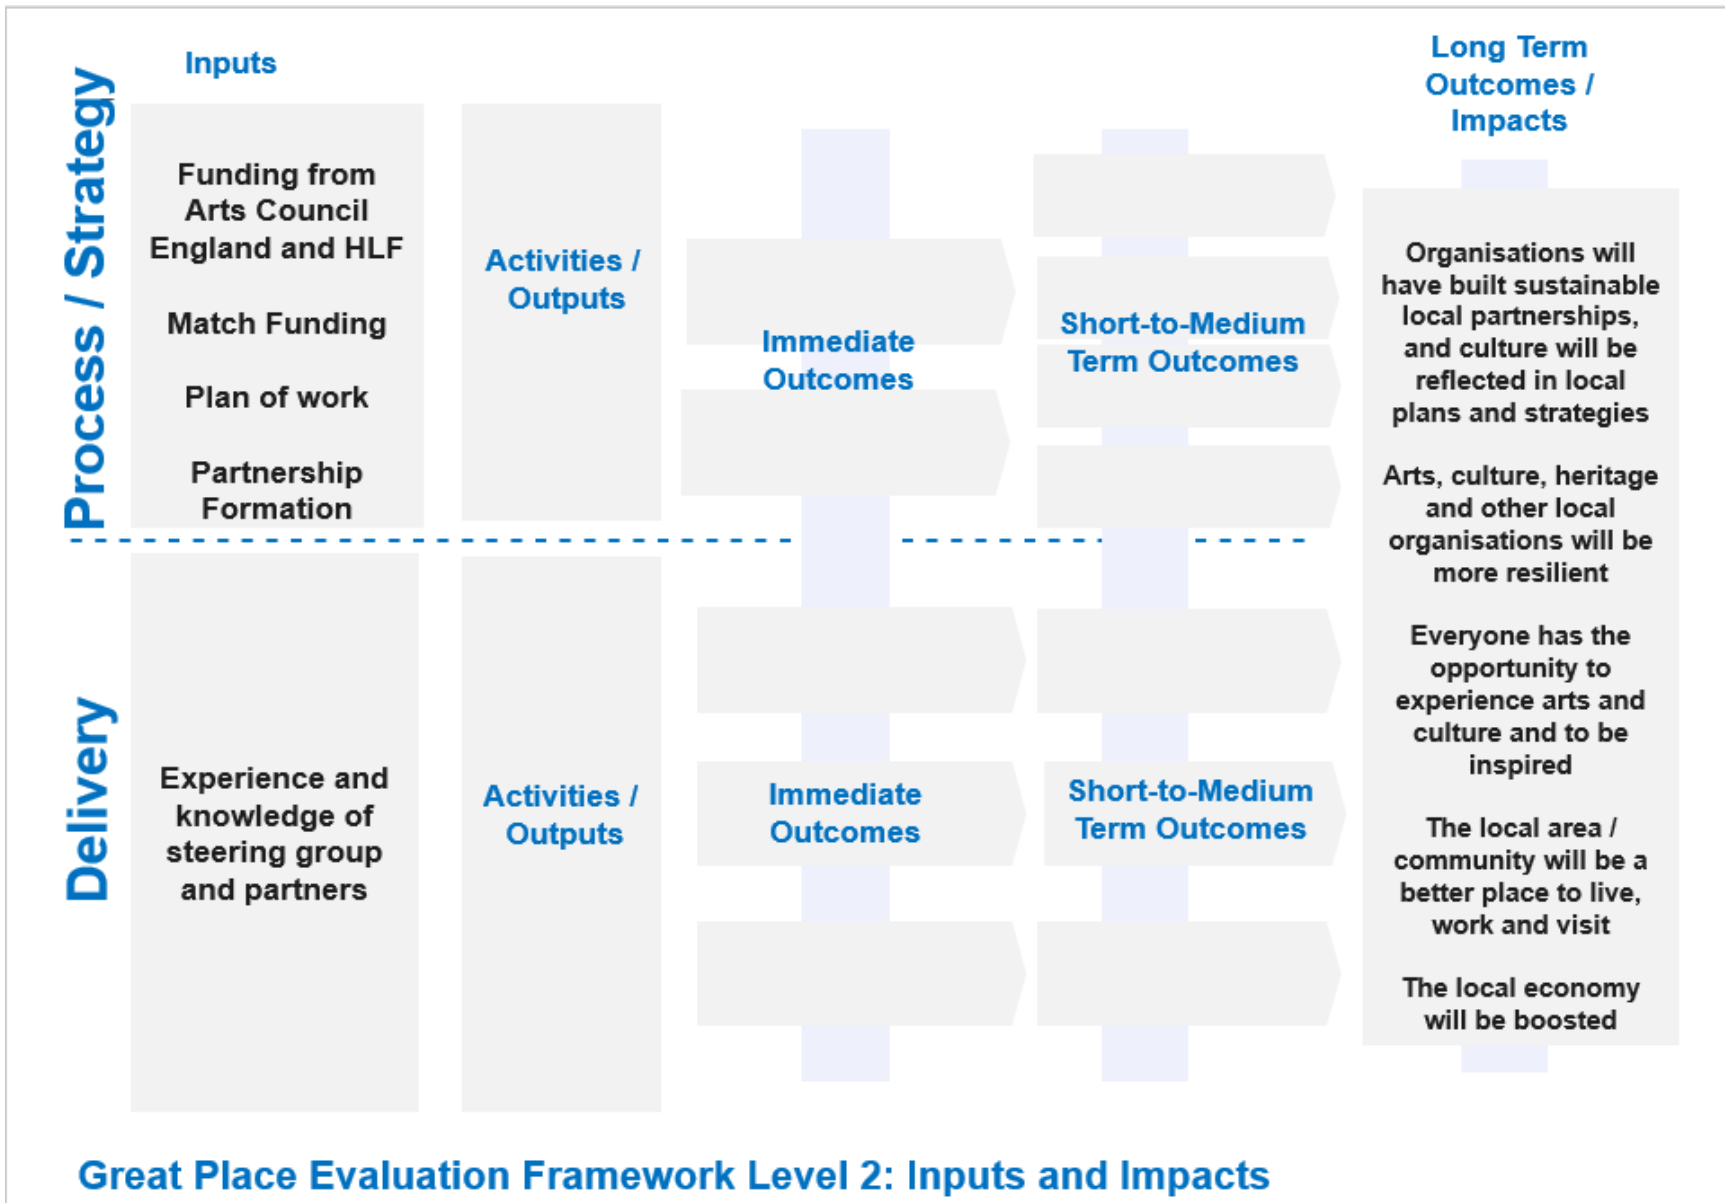 Process / Strategy
Inputs
Funding from
Arts Council
England and HLF
Match Funding
Plan of work
Partnership
Formation
Activities /
Outputs
Immediate
Outcomes
Short-to-Medium
Term Outcomes
Long Term
Outcomes /
Impacts
Organisations will
have built sustainable
local partnerships,
and culture will be
reflected in local
plans and strategies
Arts, culture, heritage
and other local
organisations will be
more resilient
Everyone has the
opportunity to
experience arts and
culture and to be
inspired
The local area /
community will be a
better place to live,
work and visit
The local economy
will be boosted
Delivery
Experience and
knowledge of
steering group
and partners
Activities /
Outputs
Immediate
Outcomes
Short-to-Medium
Term Outcomes
Great Place Evaluation Framework Level 2: Inputs and Impacts